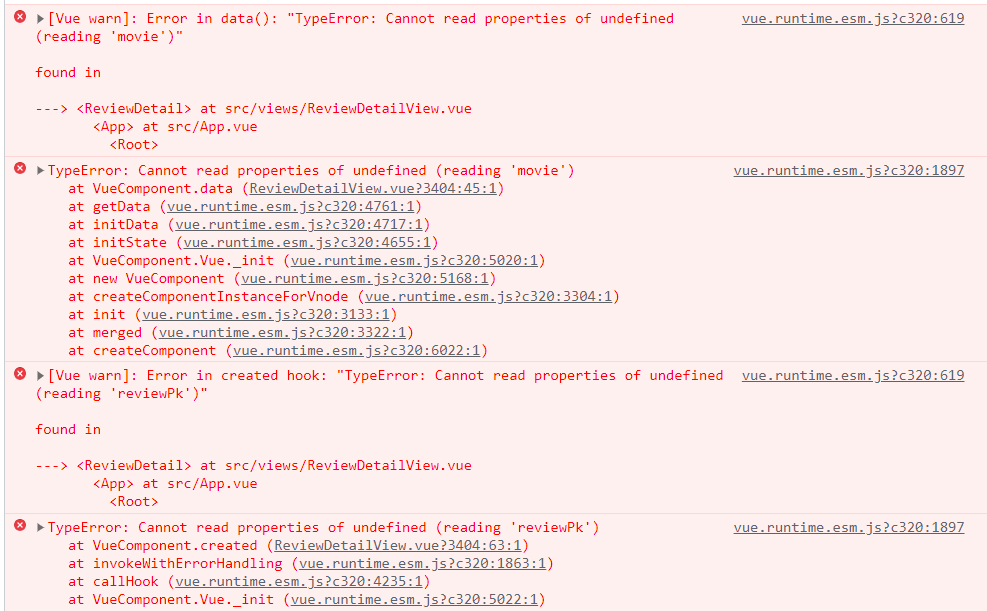 [Vue warn]: Error in data(): "TypeError: Cannot read properties of undefined vue.runtime.esm.js?c320:619
(reading 'movie')"
found in
---> <ReviewDetail> at src/views/ReviewDetailView.vue
<App> at src/App.vue
<Root>
TypeError: Cannot read properties of undefined (reading 'movie') vue.runtime.esm.js?c320:1897
at VueComponent.data (ReviewDetailView.vue?3404:45:1)
at getData (vue.runtime.esm.js?c320:4761:1)
at initData (vue.runtime.esm.js?c320:4717:1)
at initState (vue.runtime.esm.js?c320:4655:1)
at VueComponent.Vue._init (vue.runtime.esm.js?c320:5020:1)
at new VueComponent (vue.runtime.esm.js?c320:5168:1)
at createComponentInstanceForVnode (vue.runtime.esm.js?c320:3304:1)
at init (vue.runtime.esm.js?c320:3133:1)
at merged (vue.runtime.esm.js?c320:3322:1)
at createComponent (vue.runtime.esm.js?c320:6022:1)
[Vue warn]: Error in created hook: "TypeError: Cannot read properties of undefined vue.runtime.esm.js?c320:619
(reading 'reviewPk')"
found in
---> <ReviewDetail> at src/views/ReviewDetailView.vue
<App> at src/App.vue
<Root>
TypeError: Cannot read properties of undefined (reading 'reviewPk') vue.runtime.esm.js?c320:1897
at VueComponent.created (ReviewDetailView.vue?3404:63:1)
at invokeWithErrorHandling (vue.runtime.esm.js?c320:1863:1)
at callHook (vue.runtime.esm.js?c320:4235:1)
at VueComponent.Vue._init (vue.runtime.esm.js?c320:5022:1)